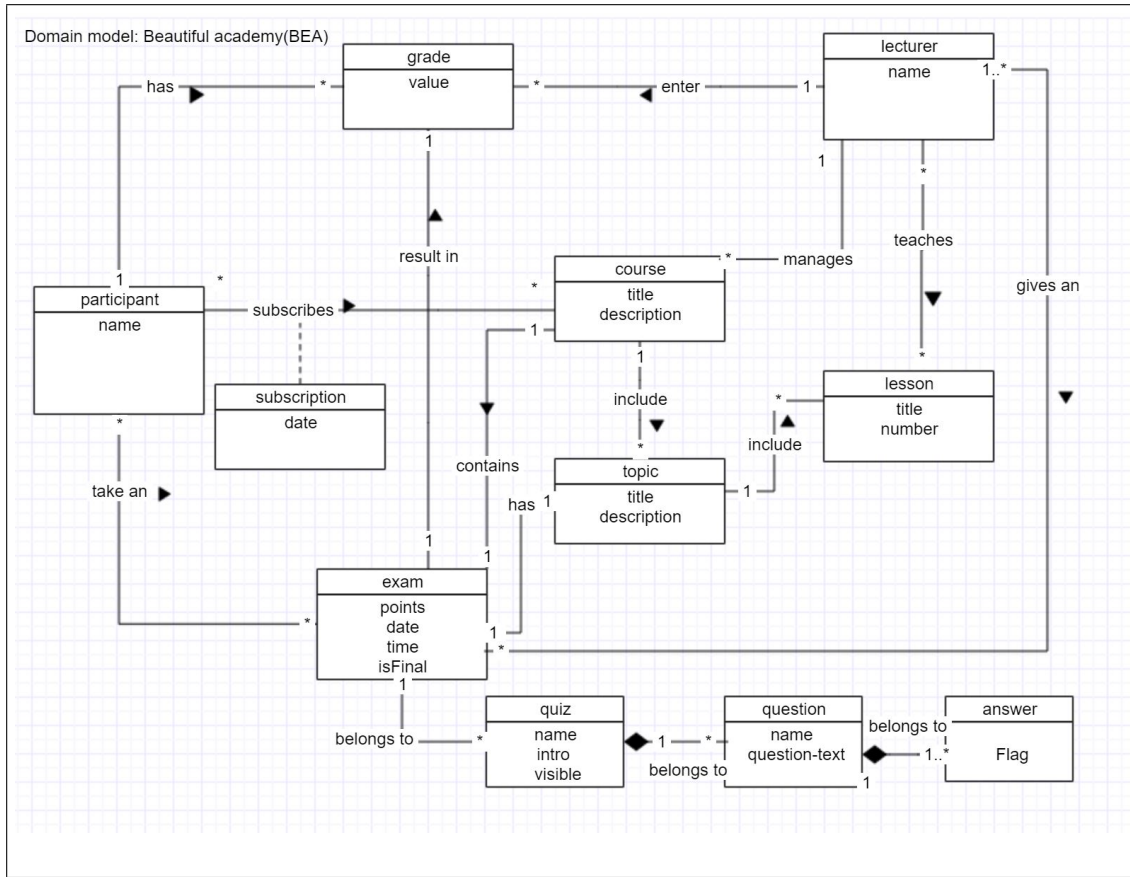 Domain model: Beautiful academy(BEA)
grade
value
lecturer
name
1..*
has
*
*
enter
1
1
1
*
result in
teaches
manages
*
course
title
description
gives an
1
*
participant
name
subscribes
*
*
1
1
include
*
lesson
title
number
subscription
date
*
include
*
topic
title
description
1
contains
has
1
*
take an
1
1
exam
points
date
time
isFinal
*
1
*
1
belongs to
*
quiz
name
intro
visible
1
*
belongs to
question
name
question-text
1
belongs to
1..*
answer
Flag